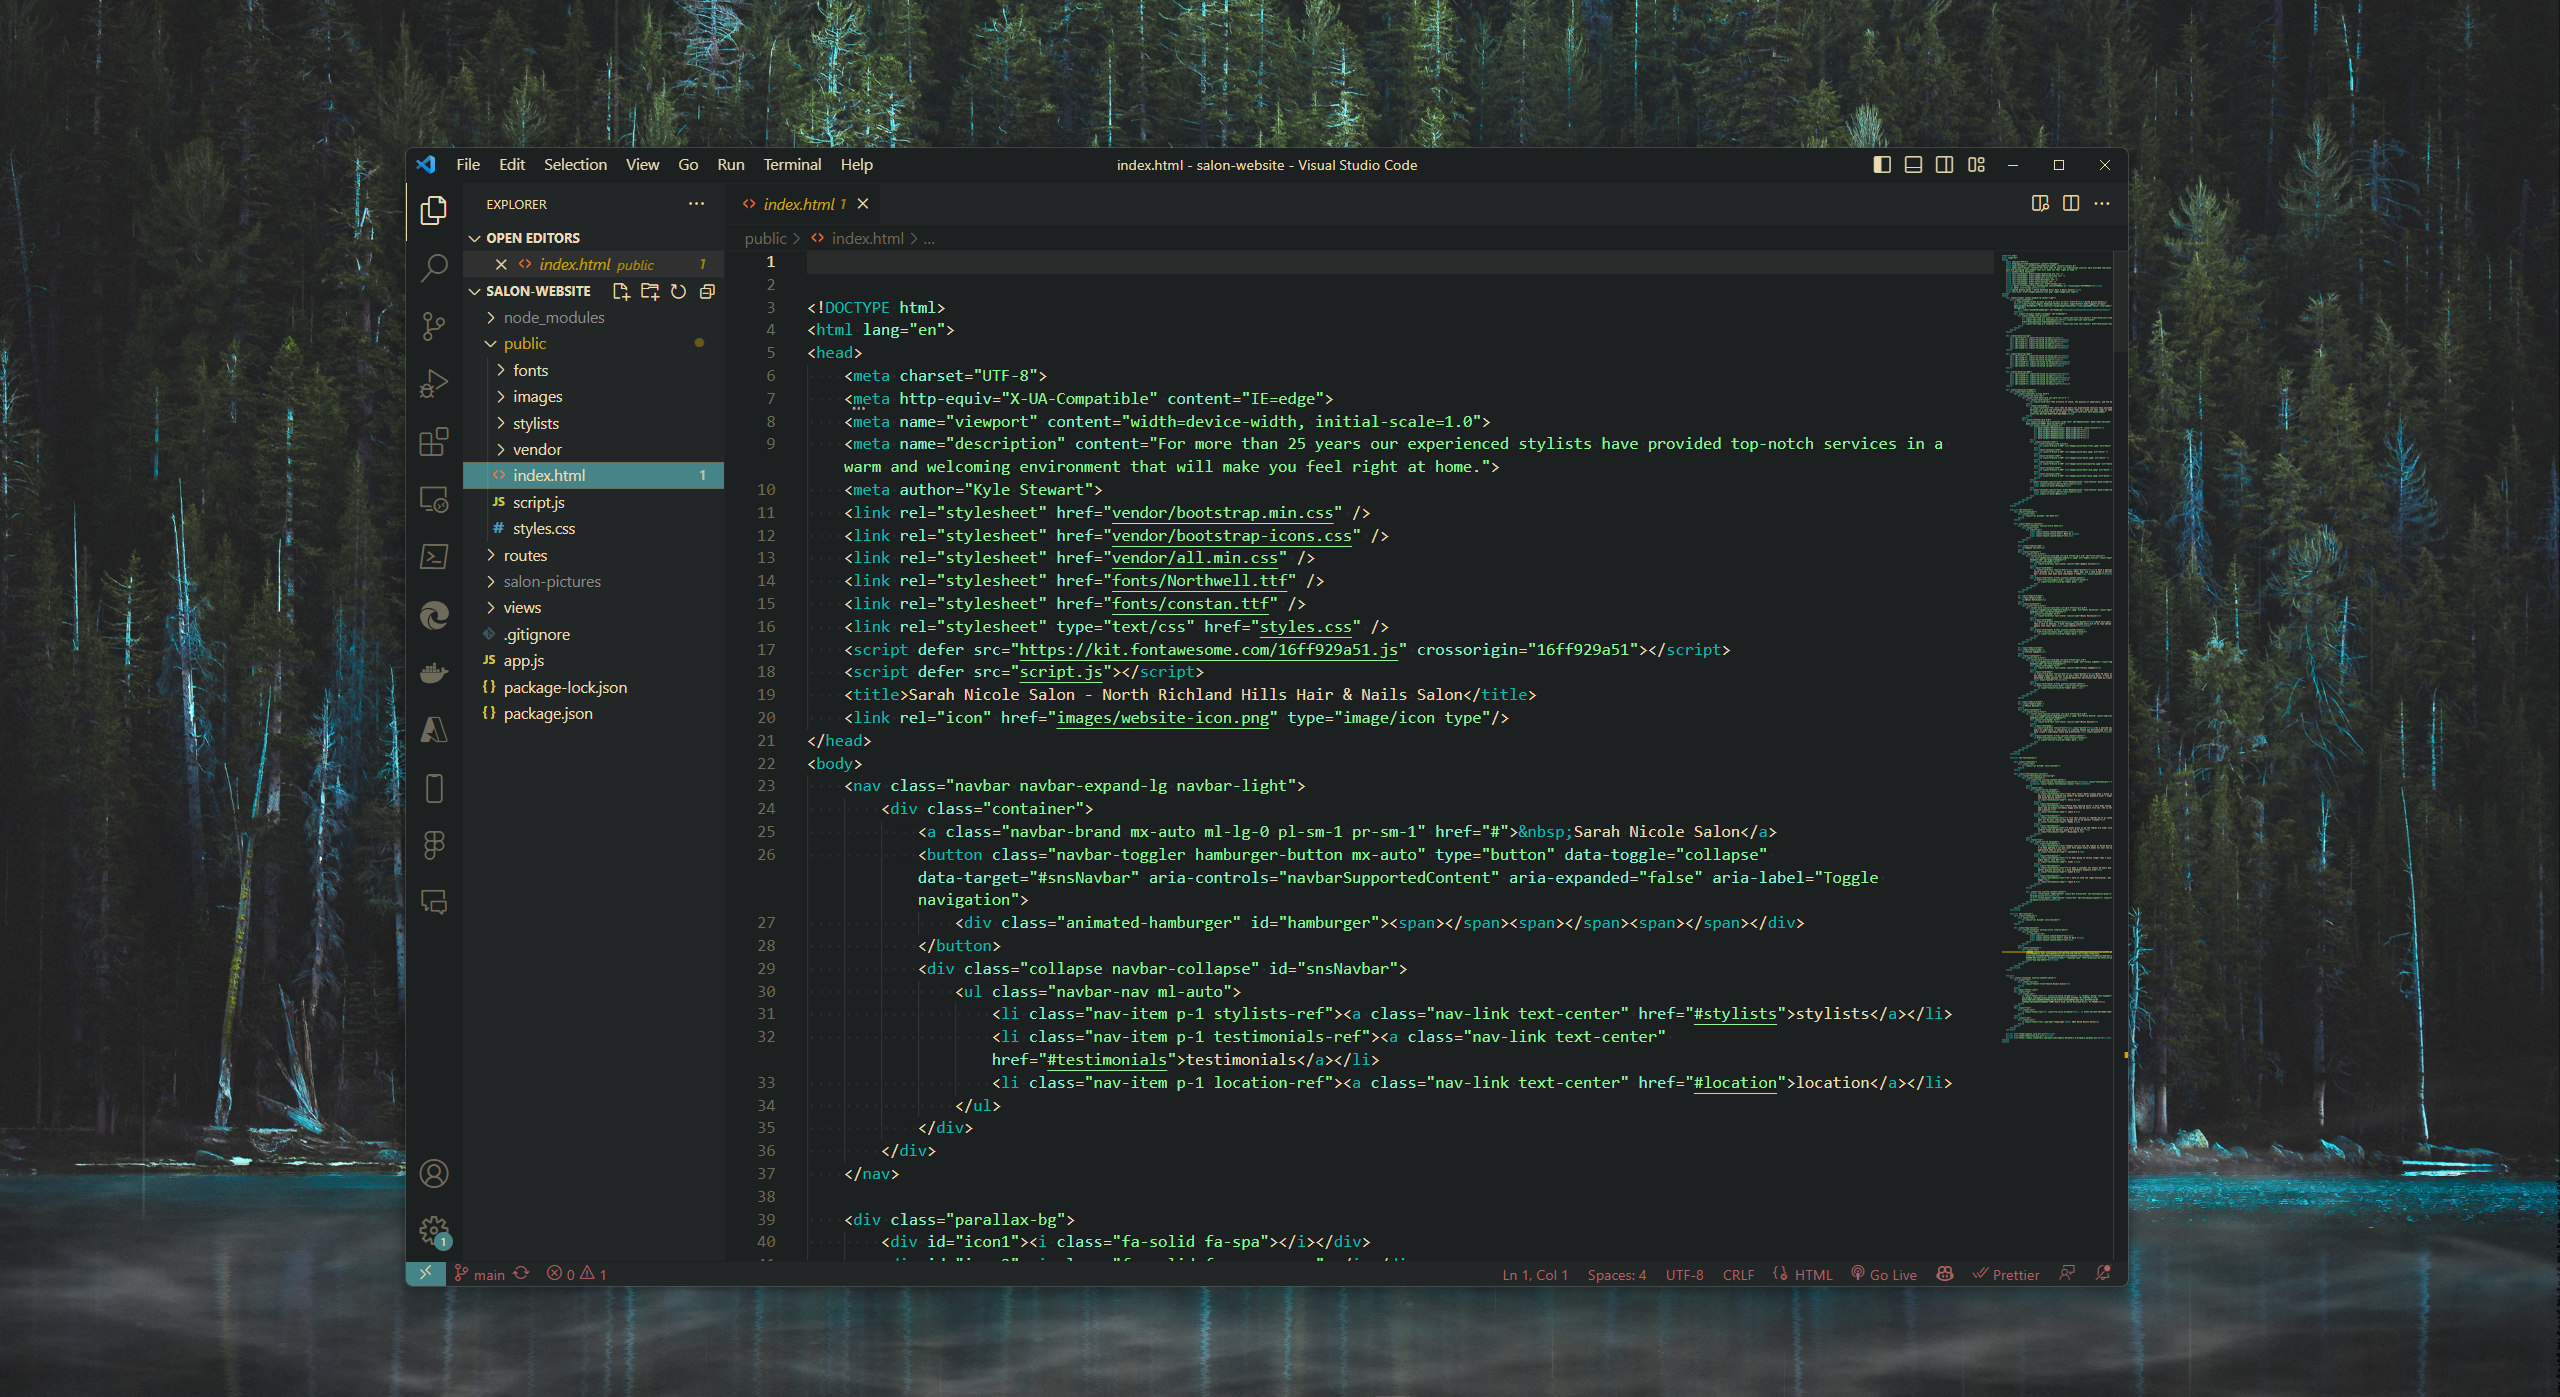 File Edit Selection View Go Run Terminal Help
index.html - salon-website - Visual Studio Code
EXPLORER
OPEN EDITORS
index.html public 1
SALON-WEBSITE
node_modules
public
fonts
images
stylists
vendor
index.html 1
script.js
styles.css
routes
salon-pictures
views
.gitignore
app.js
package-lock.json
package.json
index.html 1
public > index.html > ...
1
2
3 <!DOCTYPE html>
4 <html lang="en">
5 <head>
6 <meta charset="UTF-8">
7 <meta http-equiv="X-UA-Compatible" content="IE=edge">
8 <meta name="viewport" content="width=device-width, initial-scale=1.0">
9 <meta name="description" content="For more than 25 years our experienced stylists have provided top-notch services in a
warm and welcoming environment that will make you feel right at home.">
10 <meta author="Kyle Stewart">
11 <link rel="stylesheet" href="vendor/bootstrap.min.css" />
12 <link rel="stylesheet" href="vendor/bootstrap-icons.css" />
13 <link rel="stylesheet" href="vendor/all.min.css" />
14 <link rel="stylesheet" href="fonts/Northwell.ttf" />
15 <link rel="stylesheet" href="fonts/constan.ttf" />
16 <link rel="stylesheet" type="text/css" href="styles.css" />
17 <script defer src="https://kit.fontawesome.com/16ff929a51.js" crossorigin="16ff929a51"></script>
18 <script defer src="script.js"></script>
19 <title>Sarah Nicole Salon - North Richland Hills Hair & Nails Salon</title>
20 <link rel="icon" href="images/website-icon.png" type="image/icon type"/>
21 </head>
22 <body>
23 <nav class="navbar navbar-expand-lg navbar-light">
24 <div class="container">
25 <a class="navbar-brand mx-auto ml-lg-0 pl-sm-1 pr-sm-1" href="#">&nbsp;Sarah Nicole Salon</a>
26 <button class="navbar-toggler hamburger-button mx-auto" type="button" data-toggle="collapse"
data-target="#snsNavbar" aria-controls="navbarSupportedContent" aria-expanded="false" aria-label="Toggle
navigation">
27 <div class="animated-hamburger" id="hamburger"><span></span><span></span><span></span></div>
28 </button>
29 <div class="collapse navbar-collapse" id="snsNavbar">
30 <ul class="navbar-nav ml-auto">
31 <li class="nav-item p-1 stylists-ref"><a class="nav-link text-center" href="#stylists">stylists</a></li>
32 <li class="nav-item p-1 testimonials-ref"><a class="nav-link text-center"
href="#testimonials">testimonials</a></li>
33 <li class="nav-item p-1 location-ref"><a class="nav-link text-center" href="#location">location</a></li>
34 </ul>
35 </div>
36 </div>
37 </nav>
38
39 <div class="parallax-bg">
40 <div id="icon1"><i class="fa-solid fa-spa"></i></div>
1
main 0 1
Ln 1, Col 1 Spaces: 4 UTF-8 CRLF HTML Go Live Prettier